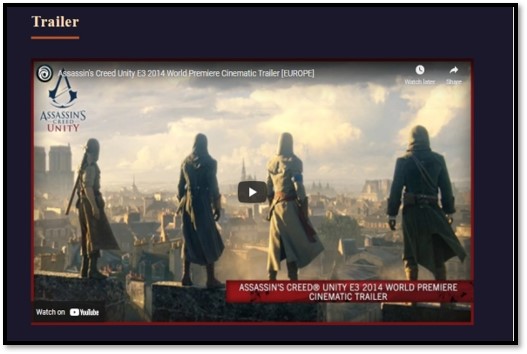 Trailer
Assassin's Creed Unity E3 2014 World Premiere Cinematic Trailer [EUROPE]
Watch later
Share
ASSASSIN'S
CREED
UNITY
ASSASSIN'S CREED® UNITY E3 2014 WORLD PREMIERE
CINEMATIC TRAILER
Watch on YouTube